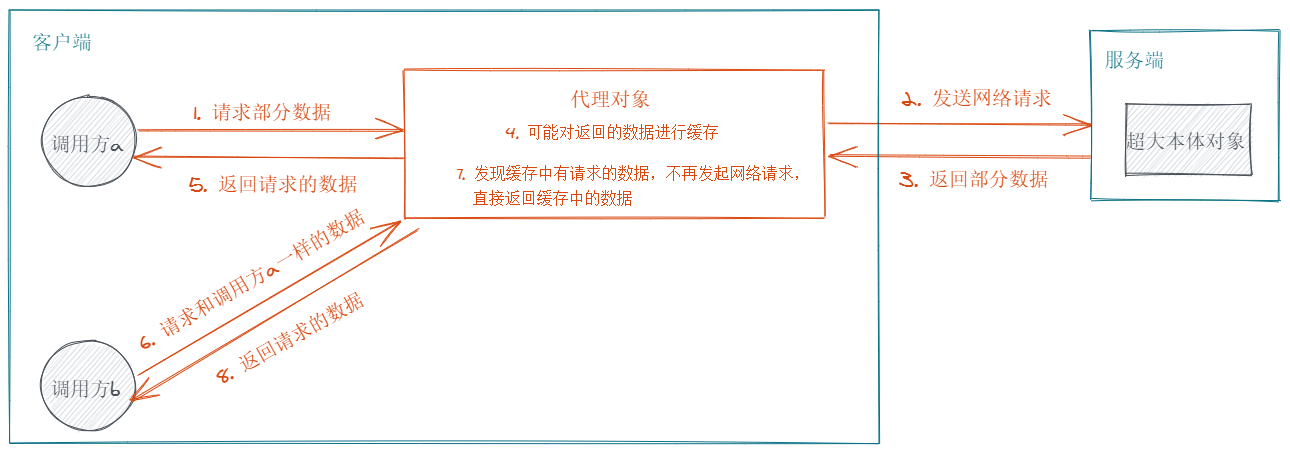 客户端
服务端
调用方a
1. 请求部分数据
5. 返回请求的数据
代理对象
4. 可能对返回的数据进行缓存
7. 发现缓存中有请求的数据，不再发起网络请求，
直接返回缓存中的数据
2. 发送网络请求
3. 返回部分数据
超大本体对象
6. 请求和调用方a一样的数据
8. 返回请求的数据
调用方b